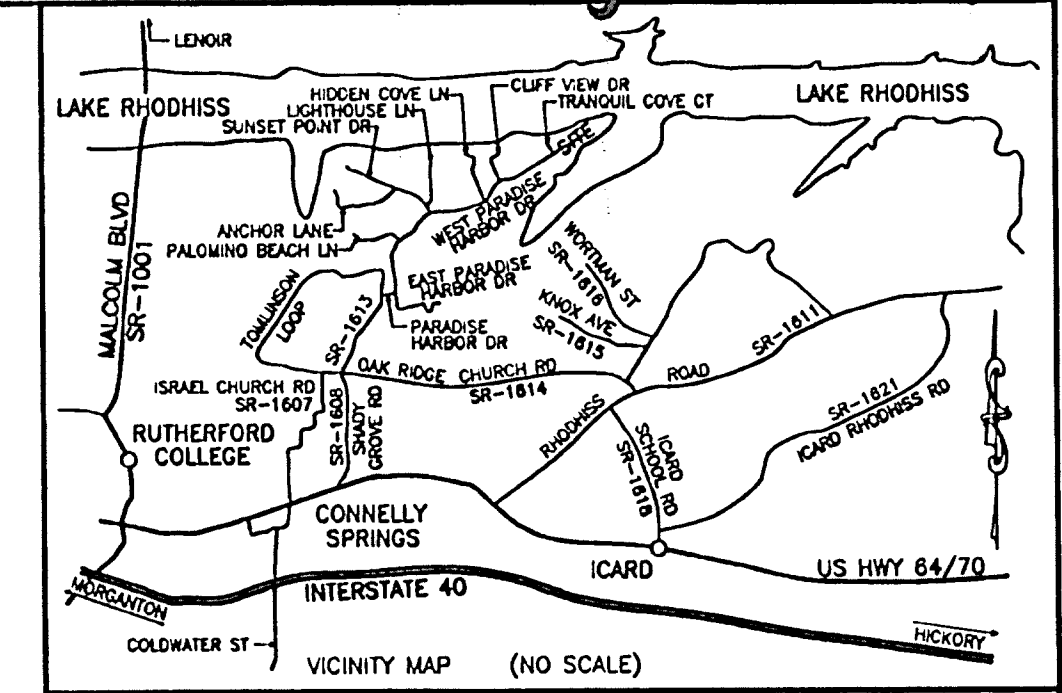 LENOIR
LAKE RHODHISS
HIDDEN COVE LN
LIGHTHOUSE LN
SUNSET POINT DR
CLIFF VIEW DR
TRANQUIL COVE CT
LAKE RHODHISS
SITE
MALCOLM BLVD
SR-1001
ANCHOR LANE
PALOMINO BEACH LN
WEST PARADISE
HARBOR DR
EAST PARADISE
HARBOR DR
WORTMAN ST
SR-1616
KNOX AVE
SR-1615
TOMLINSON
LOOP
SR-1613
PARADISE
HARBOR DR
SR-1611
ISRAEL CHURCH RD
SR-1607
OAK RIDGE CHURCH RD
SR-1614
RHODHISS ROAD
SR-1608
SHADY
GROVE RD
RUTHERFORD
COLLEGE
ICARD
SCHOOL RD
SR-1618
SR-1621
ICARD RHODHISS RD
CONNELLY
SPRINGS
ICARD
US HWY 64/70
MORGANTON
INTERSTATE 40
HICKORY
COLDWATER ST
VICINITY MAP (NO SCALE)